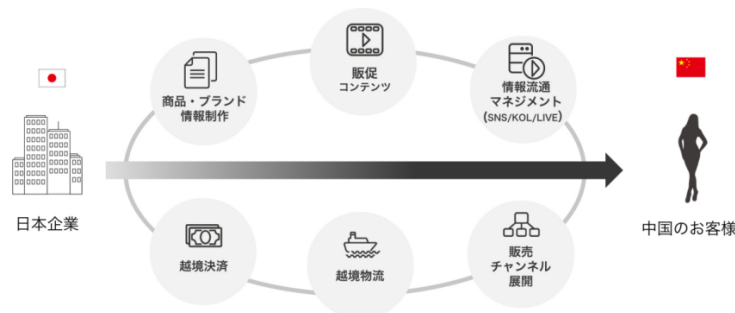 商品・ブランド
情報制作
販促
コンテンツ
情報流通
マネジメント
(SNS/KOL/LIVE)
日本企業
中国のお客様
越境決済
越境物流
販売
チャンネル
展開